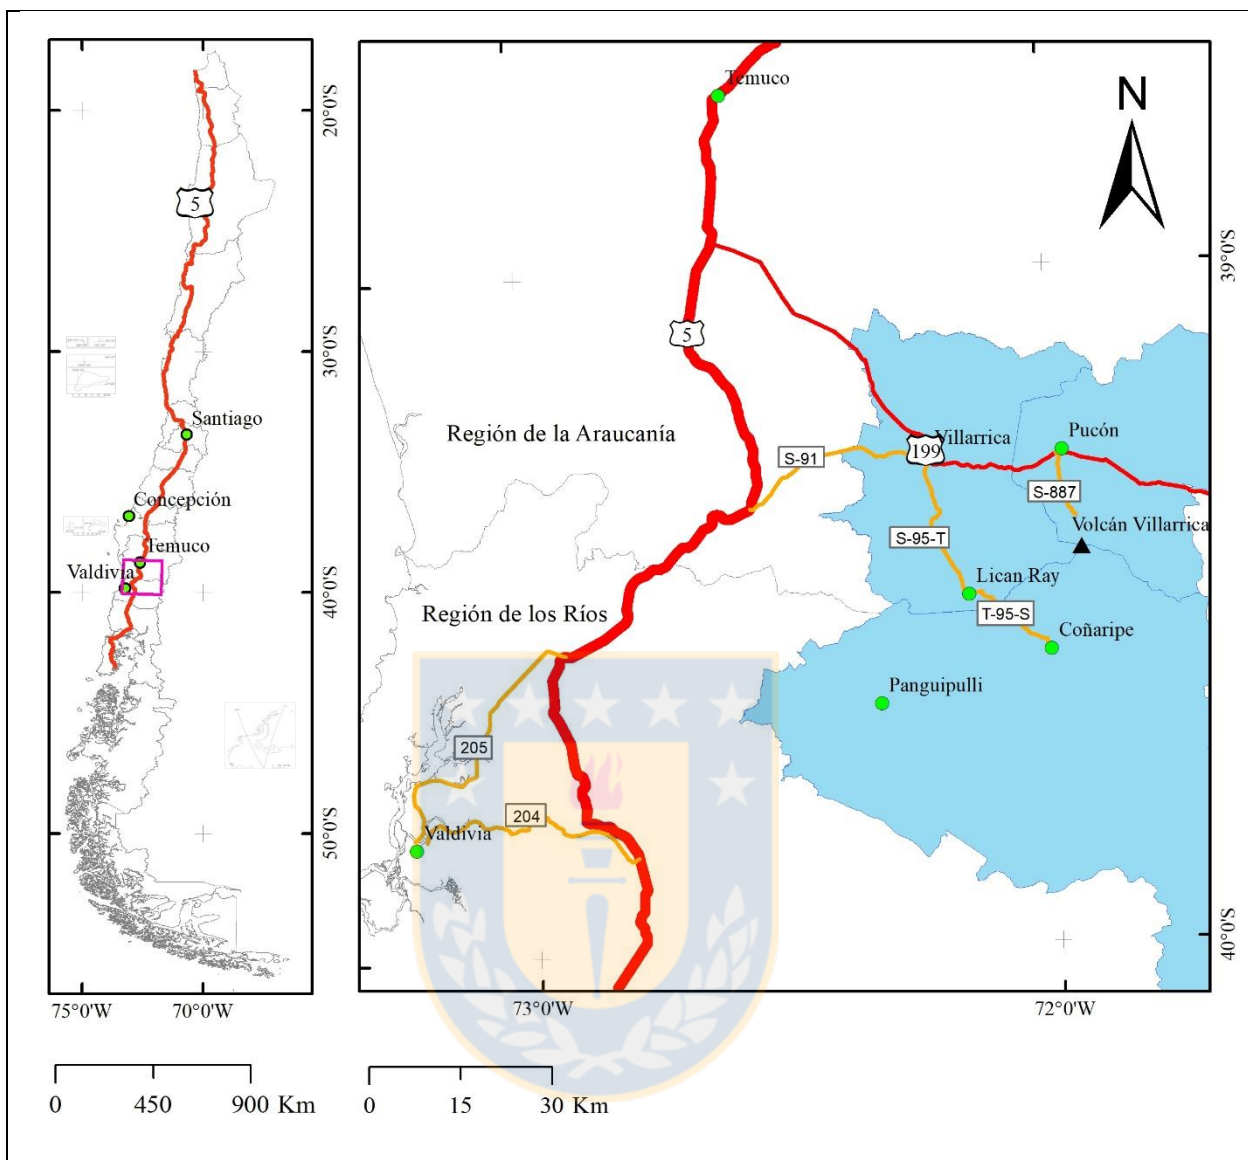 20°0'S
5
30°0'S
Santiago
Concepción
Temuco
Valdivia
40°0'S
50°0'S
75°0'W
70°0'W
0
450
900 Km
Temuco
N
39°0'S
5
Región de la Araucanía
S-91
Villarrica
199
Pucón
S-887
S-95-T
Volcán Villarrica
Lican Ray
T-95-S
Región de los Ríos
Coñaripe
Panguipulli
205
204
Valdivia
40°0'S
73°0'W
72°0'W
0
15
30 Km